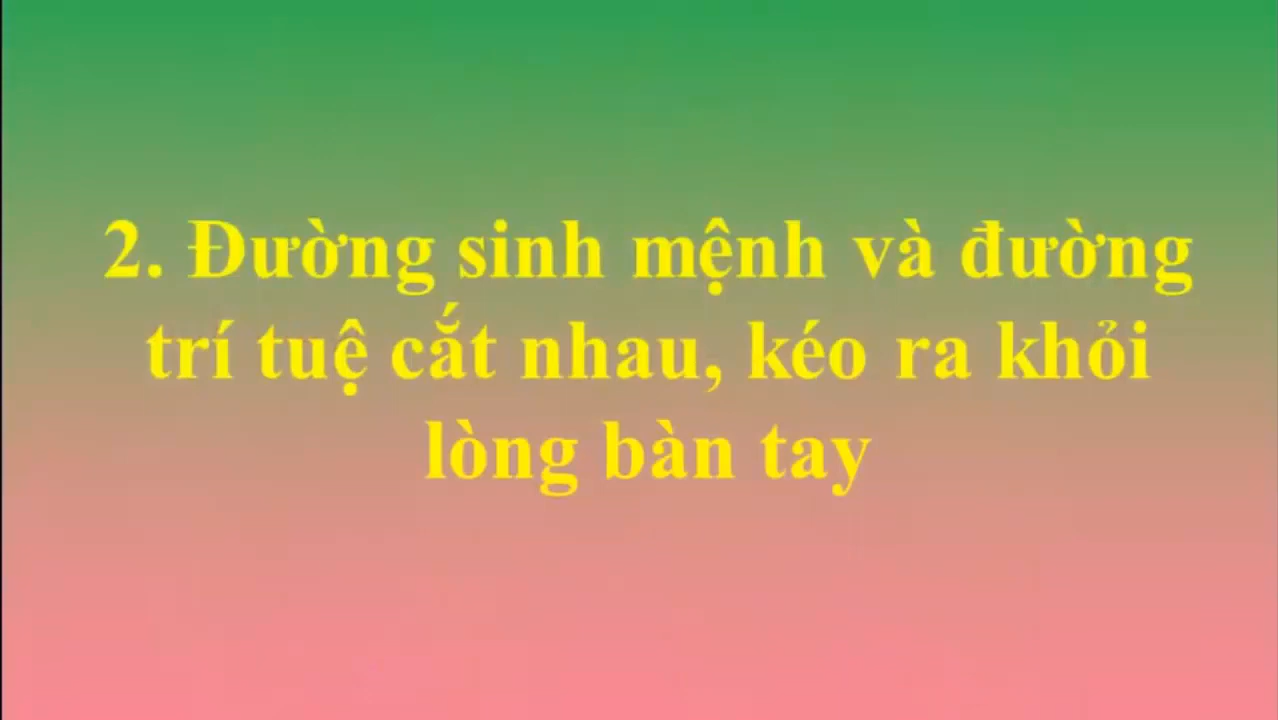 2. Đường sinh mệnh và đường
trí tuệ cắt nhau, kéo ra khỏi
lòng bàn tay